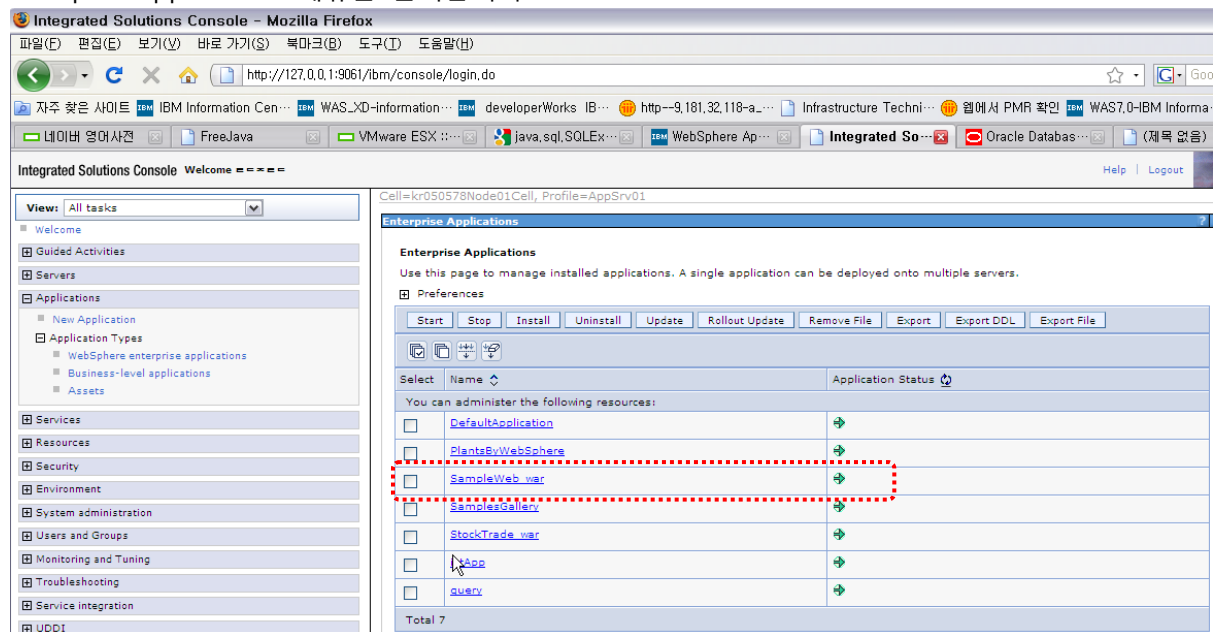 Integrated Solutions Console - Mozilla Firefox
파일(F) 편집(E) 보기(V) 바로 가기(S) 북마크(B) 도구(T) 도움말(H)
http://127.0.0.1:9061/ibm/console/login.do
G Goo
자주 찾은 사이트 IBM Information Cen… WAS_XD-information… developerWorks IB… http--9,181,32,118-a_… Infrastructure Techni… 웹에서 PMR 확인 WAS7.0-IBM Informa
네이버 영어사전 FreeJava VMware ESX ::… java,sql,SQLEx… WebSphere Ap… Integrated So… Oracle Databas… (제목 없음)
Integrated Solutions Console Welcome
Help | Logout
Cell=kr050578Node01Cell, Profile=AppSrv01
View: All tasks
Welcome
Guided Activities
Servers
Applications
New Application
Application Types
WebSphere enterprise applications
Business-level applications
Assets
Services
Resources
Security
Environment
System administration
Users and Groups
Monitoring and Tuning
Troubleshooting
Service integration
UDDI
Enterprise Applications ?
Enterprise Applications
Use this page to manage installed applications. A single application can be deployed onto multiple servers.
Preferences
Start Stop Install Uninstall Update Rollout Update Remove File Export Export DDL Export File
Select Name Application Status
You can administer the following resources:
DefaultApplication
PlantsByWebSphere
SampleWeb_war
SamplesGallery
StockTrade_war
query
Total 7